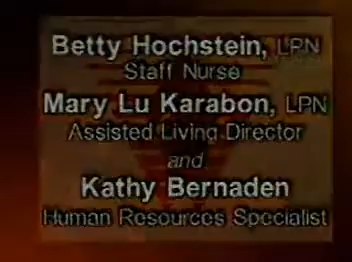 Betty Hochstein, LPN
Staff Nurse
Mary Lu Karabon, LPN
Assisted Living Director
and
Kathy Bernaden
Human Resources Specialist